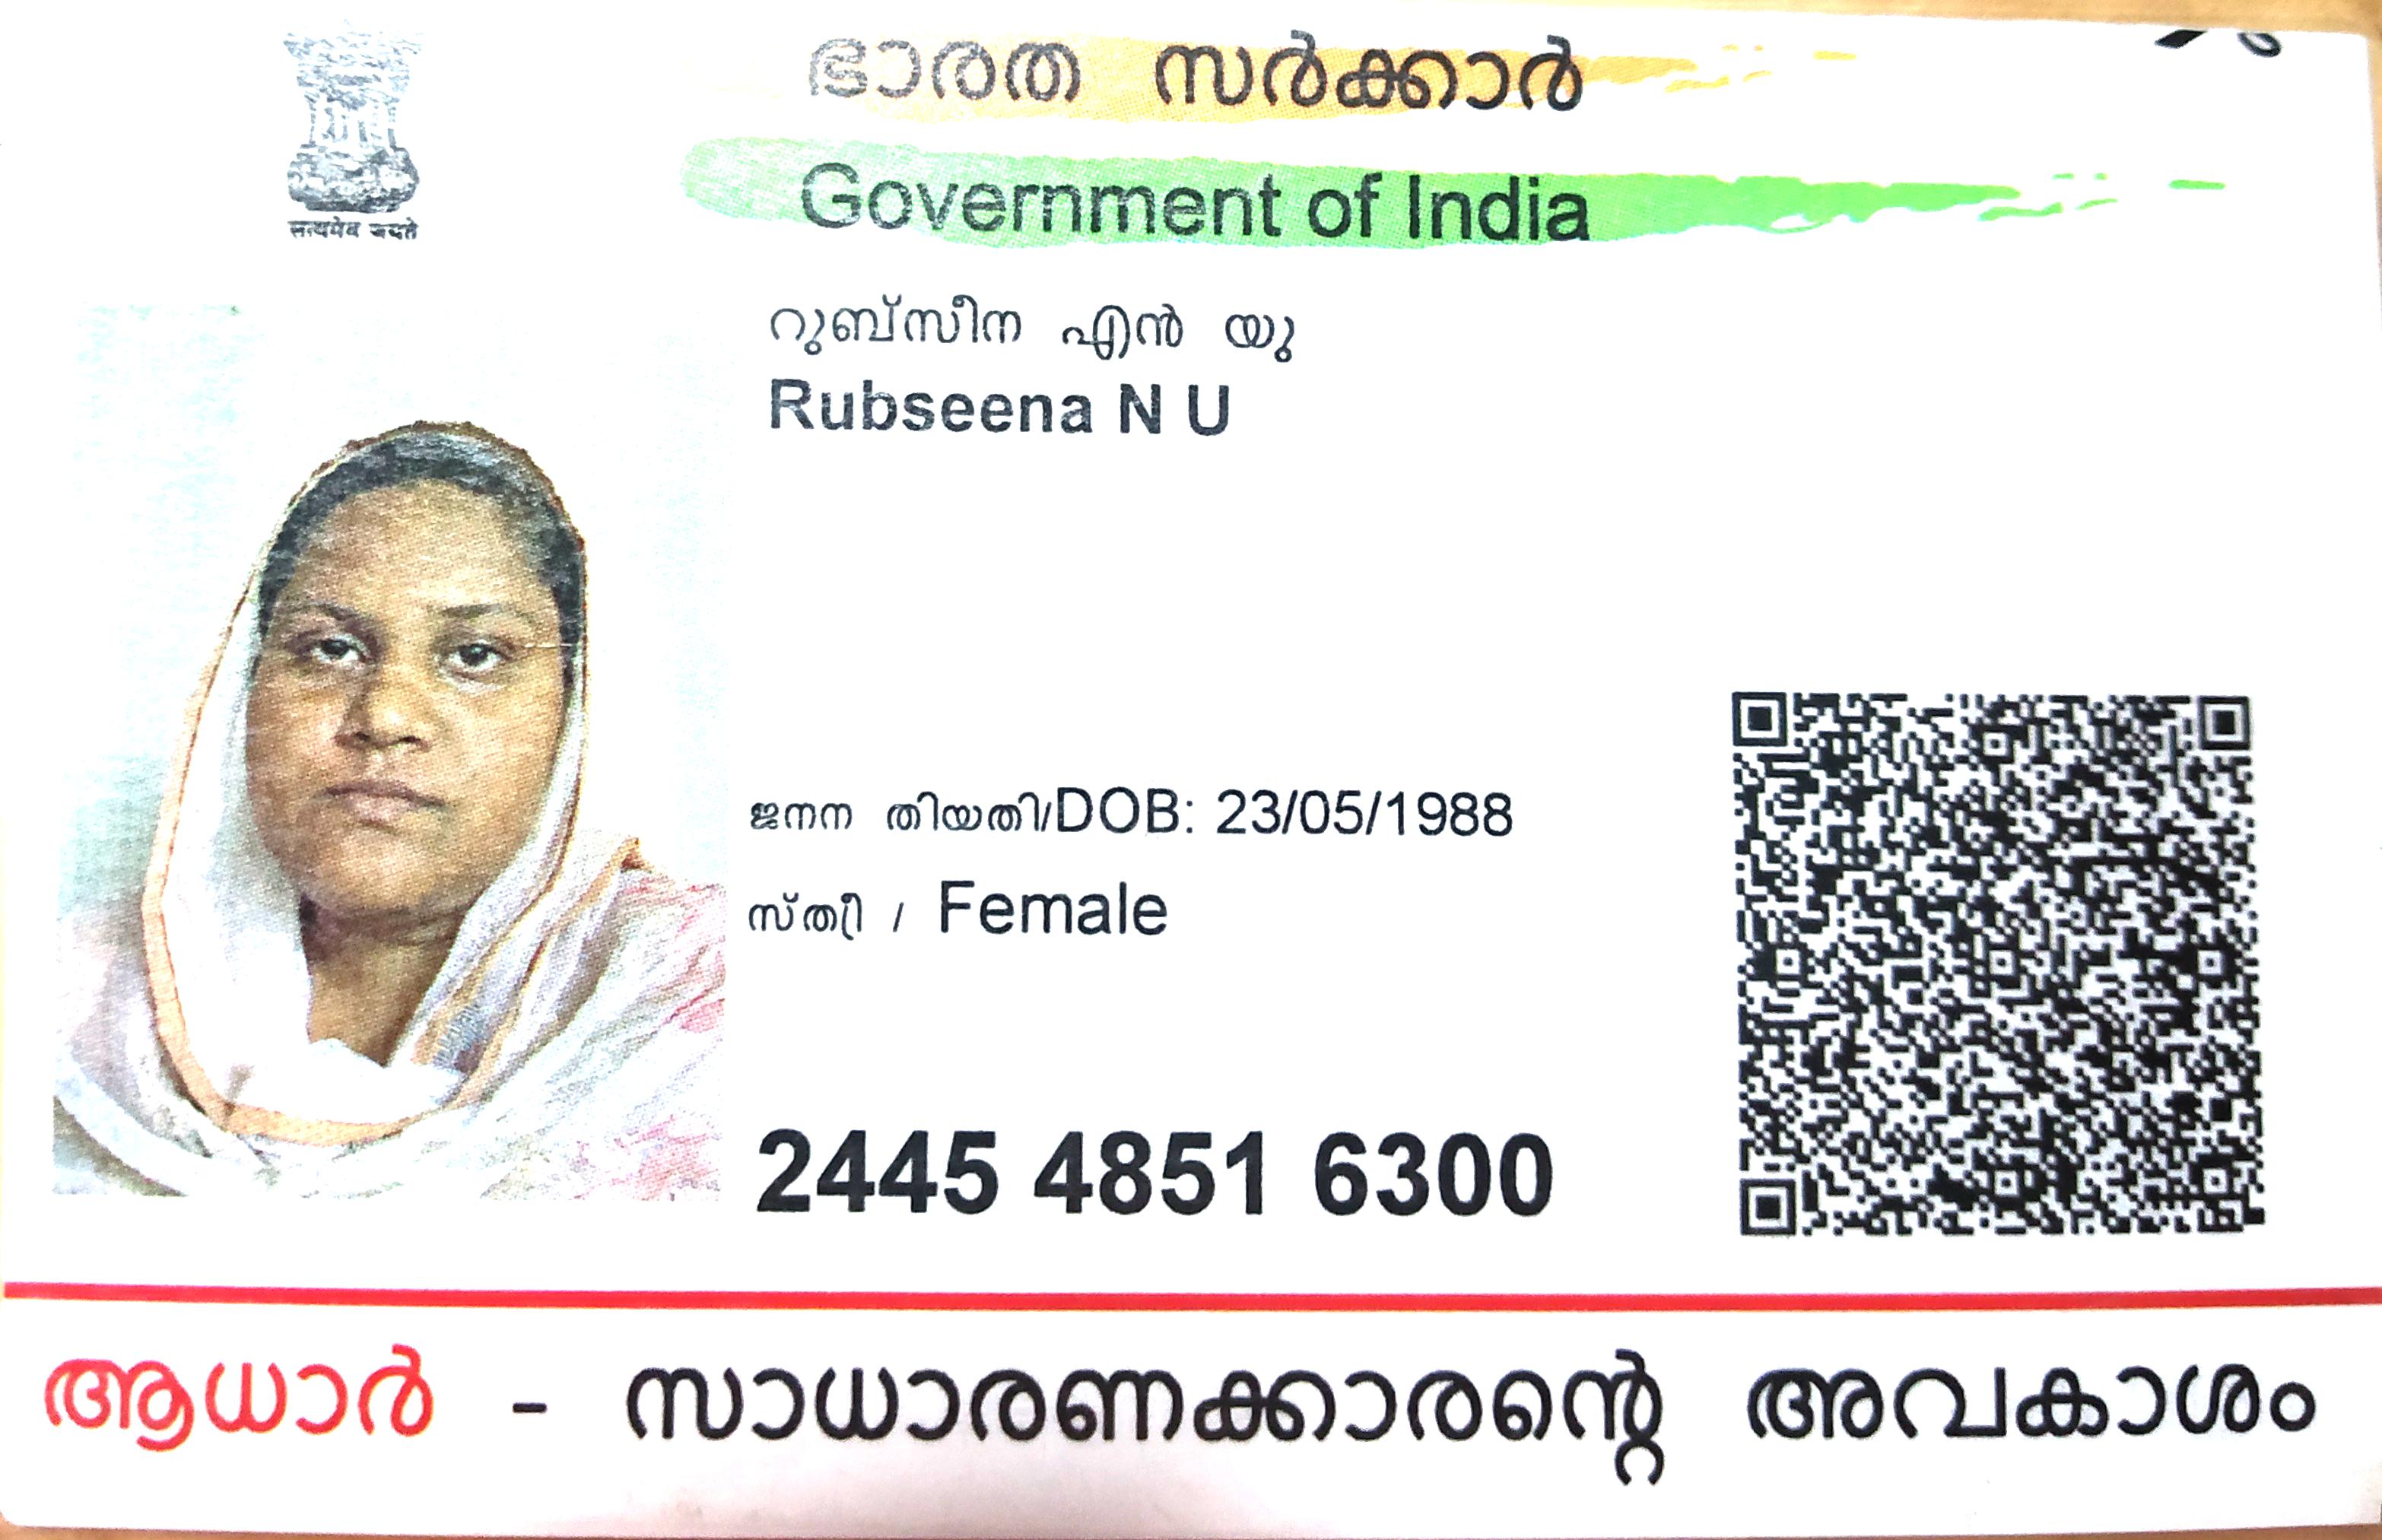 ഭാരത സർക്കാർ
Government of India
सत्यमेव जयते
റുബ്സീന എൻ യു
Rubseena N U
ജനന തിയതി/DOB: 23/05/1988
സ്ത്രീ / Female
2445 4851 6300
ആധാർ - സാധാരണക്കാരന്റെ അവകാശം